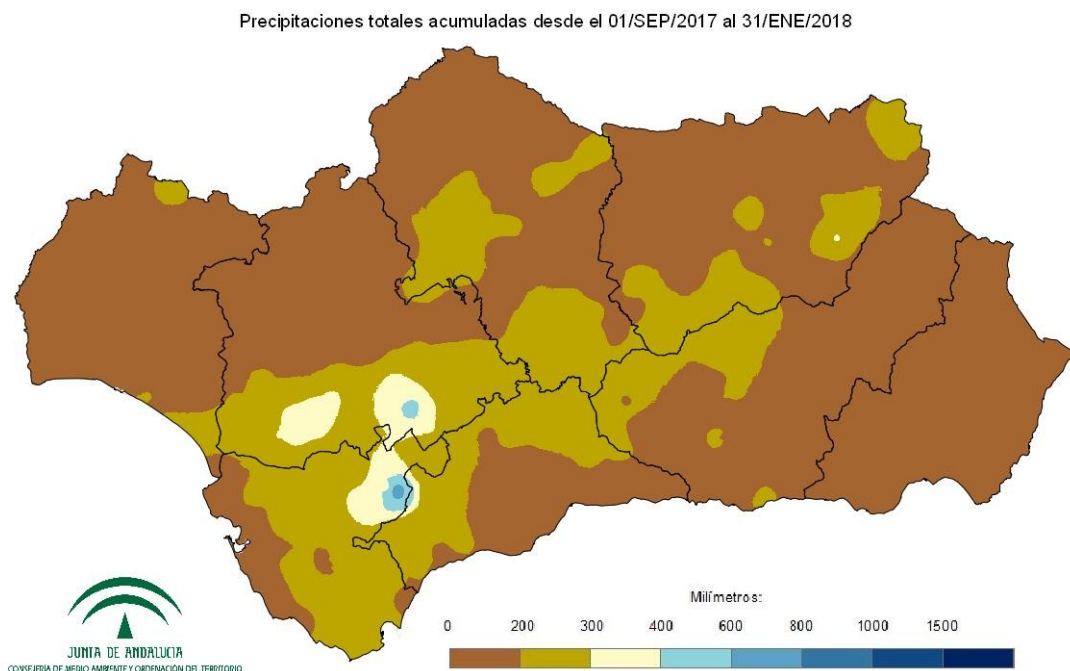 Precipitaciones totales acumuladas desde el 01/SEP/2017 al 31/ENE/2018
Milímetros:
0 200 300 400 600 800 1000 1500
JUNTA DE ANDALUCIA
CONSEJERÍA DE MEDIO AMBIENTE Y ORDENACIÓN DEL TERRITORIO